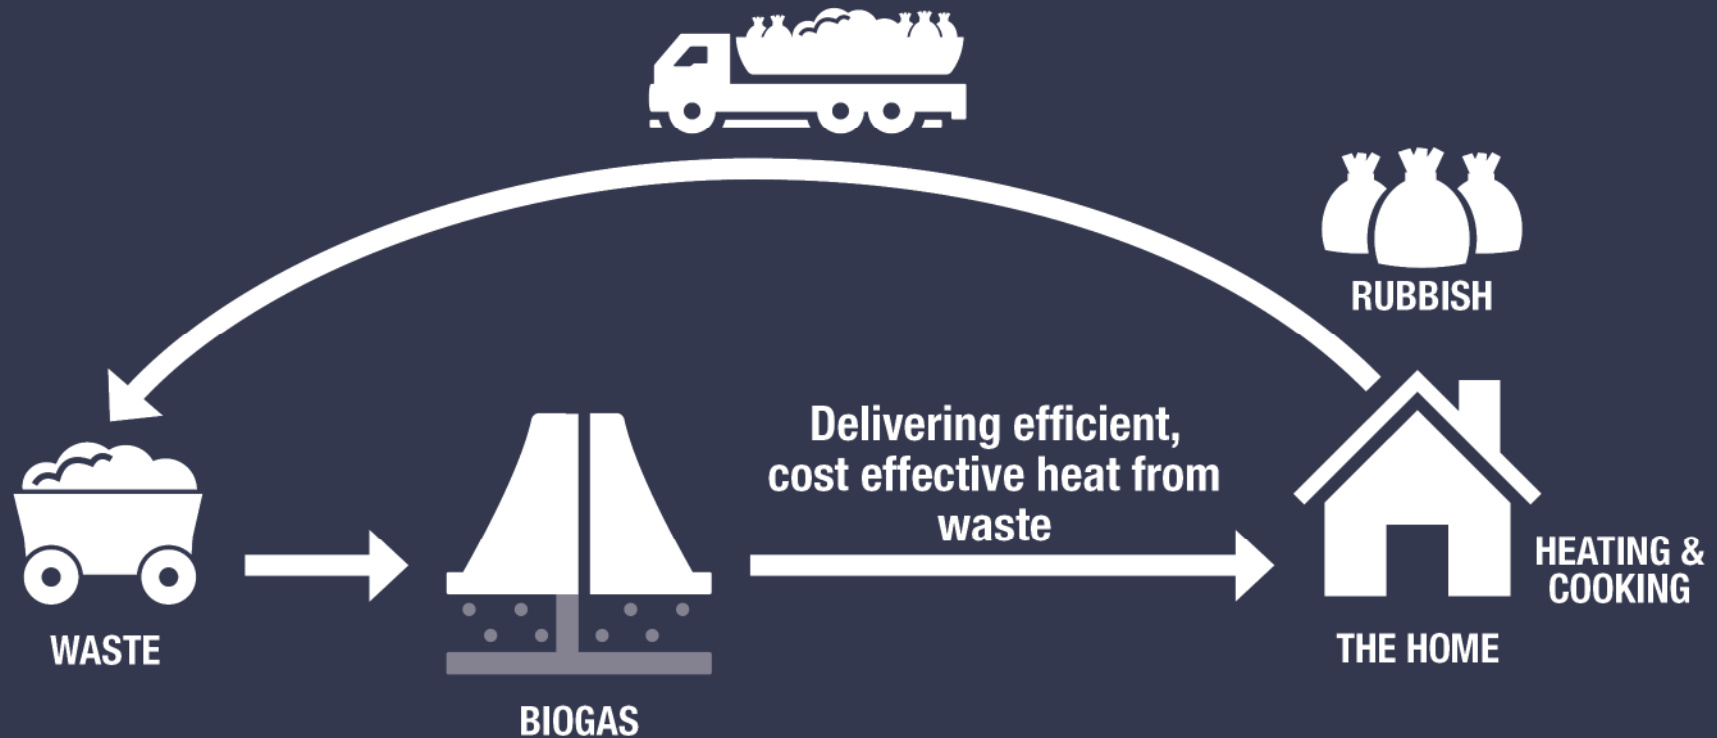 RUBBISH
Delivering efficient,
cost effective heat from
waste
HEATING &
COOKING
WASTE
THE HOME
BIOGAS